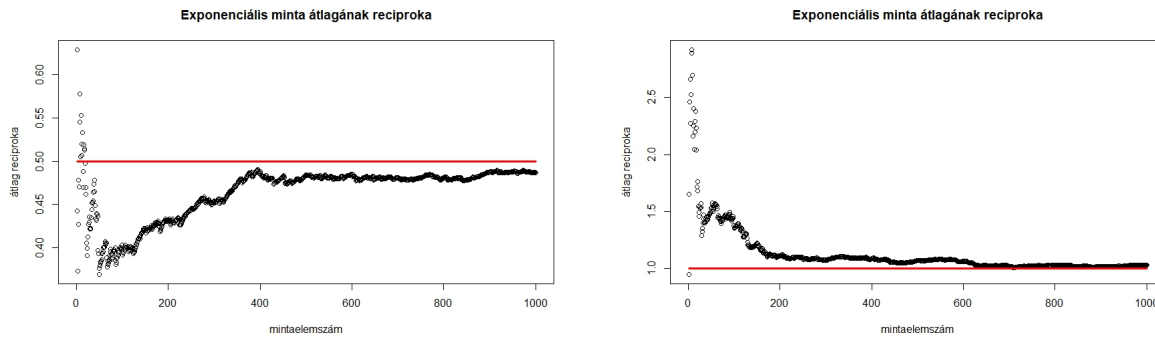 Exponenciális minta átlagának reciproka
átlag reciproka
0.60
0.55
0.50
0.45
0.40
0 200 400 600 800 1000
mintaelemszám
Exponenciális minta átlagának reciproka
átlag reciproka
2.5
2.0
1.5
1.0
0 200 400 600 800 1000
mintaelemszám